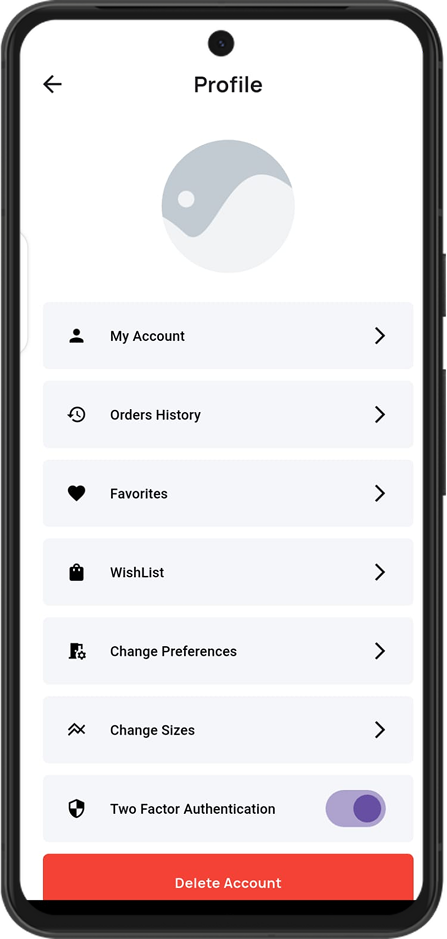 Profile
My Account
Orders History
Favorites
WishList
Change Preferences
Change Sizes
Two Factor Authentication
Delete Account